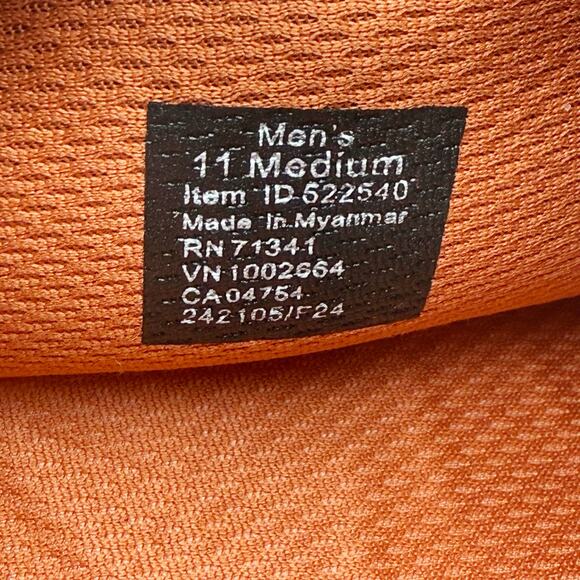 Men's
11 Medium
Item ID 522540
Made In Myanmar
RN 71341
VN 1002664
CA 04754
242105/F24